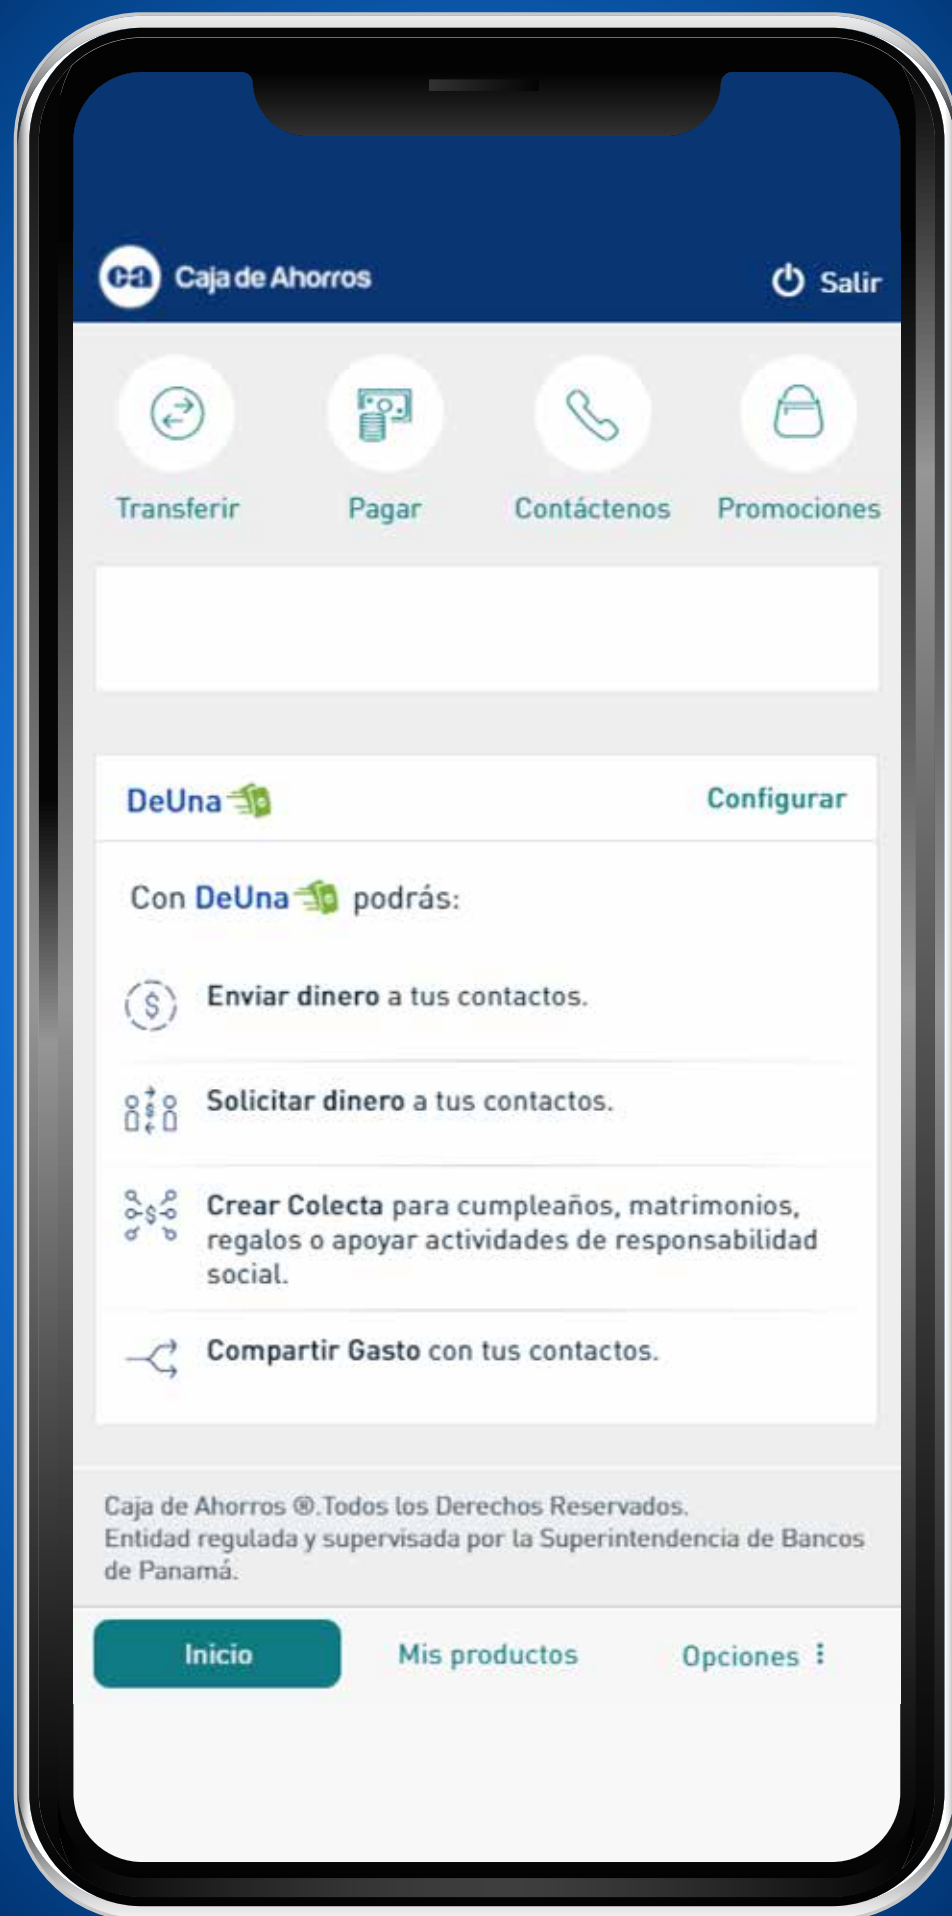 ca Caja de Ahorros
Salir
Transferir
Pagar
Contáctenos
Promociones
DeUna
Configurar
Con DeUna podrás:
$
Enviar dinero a tus contactos.
$
Solicitar dinero a tus contactos.
$
Crear Colecta para cumpleaños, matrimonios,
regalos o apoyar actividades de responsabilidad
social.
Compartir Gasto con tus contactos.
Caja de Ahorros ®.Todos los Derechos Reservados.
Entidad regulada y supervisada por la Superintendencia de Bancos
de Panamá.
Inicio
Mis productos
Opciones